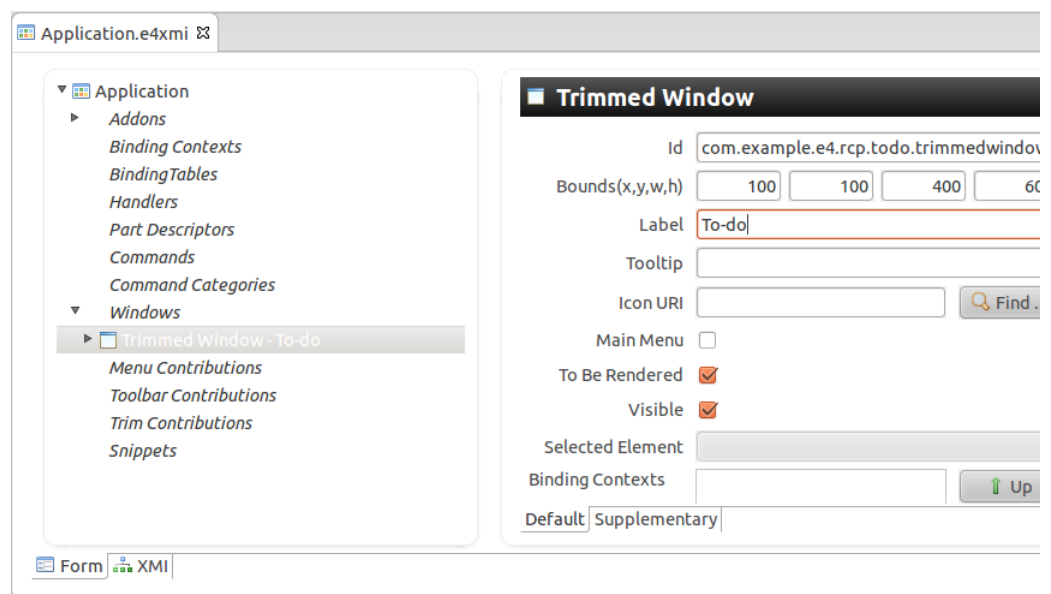 Application.e4xmi
Application
Addons
Binding Contexts
BindingTables
Handlers
Part Descriptors
Commands
Command Categories
Windows
Trimmed Window - To-do
Menu Contributions
Toolbar Contributions
Trim Contributions
Snippets
Trimmed Window
Id com.example.e4.rcp.todo.trimmedwindow
Bounds(x,y,w,h) 100 100 400 60
Label To-do
Tooltip
Icon URI Find ..
Main Menu
To Be Rendered
Visible
Selected Element
Binding Contexts Up
Default Supplementary
Form XMI